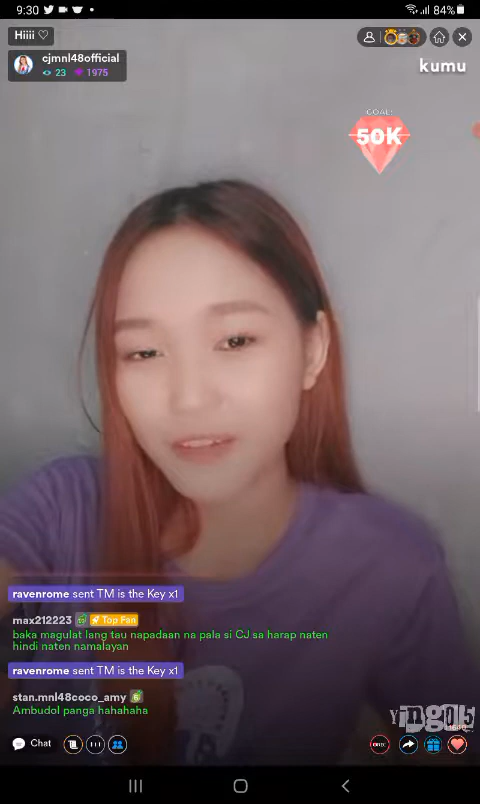 9:30
84%
Hiiii ♡
cjmnl48official
23 1975
kumu
GOAL!
50K
ravenrome sent TM is the Key x1
max212223 Top Fan
baka magulat lang tau napadaan na pala si CJ sa harap naten
hindi naten namalayan
ravenrome sent TM is the Key x1
stan.mnl48coco_amy
Ambudol panga hahahaha
Chat